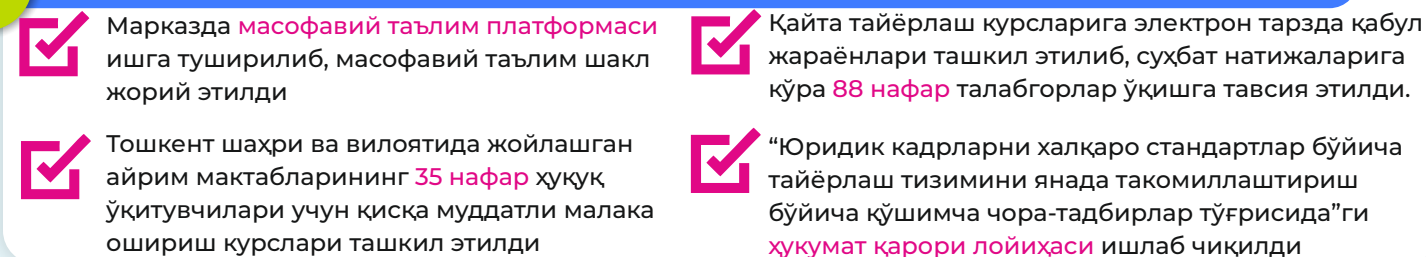 Марказда масофавий таълим платформаси
ишга туширилиб, масофавий таълим шакл
жорий этилди
Тошкент шаҳри ва вилоятида жойлашган
айрим мактабларининг 35 нафар ҳуқуқ
ўқитувчилари учун қисқа муддатли малака
ошириш курслари ташкил этилди
Қайта тайёрлаш курсларига электрон тарзда қабул
жараёнлари ташкил этилиб, суҳбат натижаларига
кўра 88 нафар талабгорлар ўқишга тавсия этилди.
“Юридик кадрларни халқаро стандартлар бўйича
тайёрлаш тизимини янада такомиллаштириш
бўйича қўшимча чора-тадбирлар тўғрисида”ги
ҳукумат қарори лойиҳаси ишлаб чиқилди